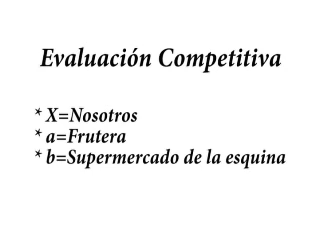 Evaluación Competitiva
* X=Nosotros
* a=Frutera
* b=Supermercado de la esquina